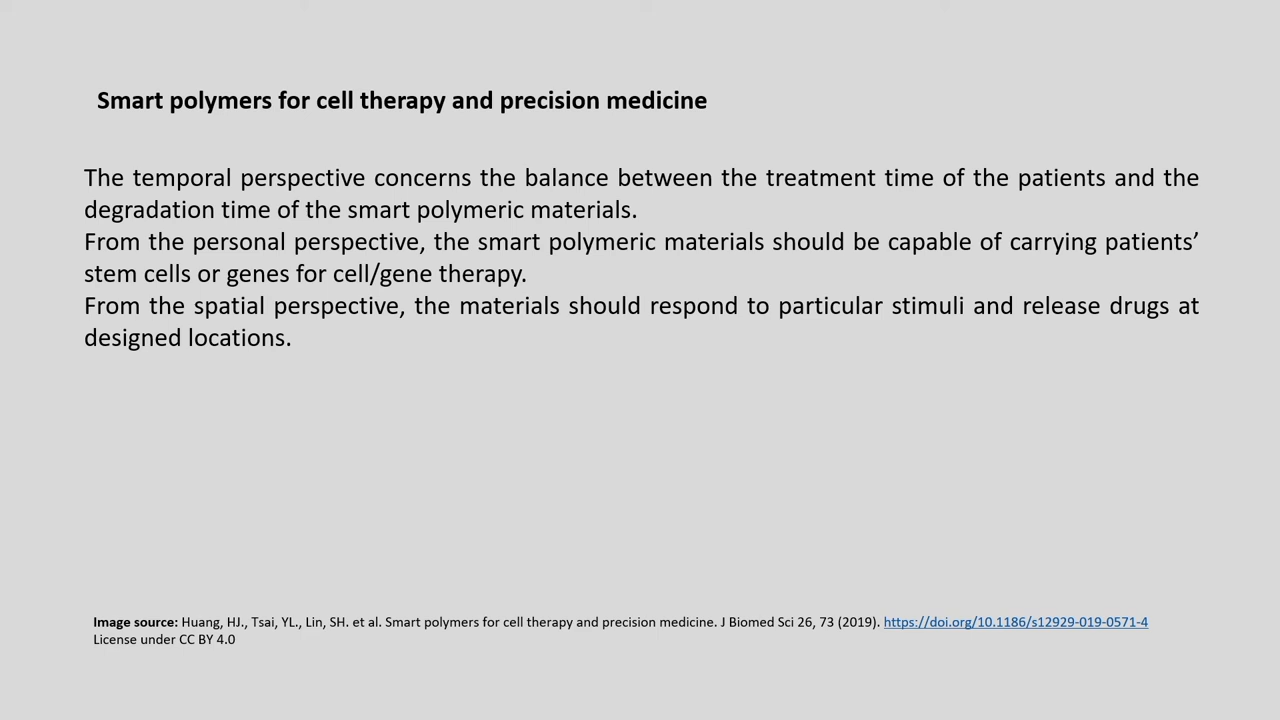 Smart polymers for cell therapy and precision medicine
The temporal perspective concerns the balance between the treatment time of the patients and the
degradation time of the smart polymeric materials.
From the personal perspective, the smart polymeric materials should be capable of carrying patients’
stem cells or genes for cell/gene therapy.
From the spatial perspective, the materials should respond to particular stimuli and release drugs at
designed locations.
Image source: Huang, HJ., Tsai, YL., Lin, SH. et al. Smart polymers for cell therapy and precision medicine. J Biomed Sci 26, 73 (2019). https://doi.org/10.1186/s12929-019-0571-4
License under CC BY 4.0